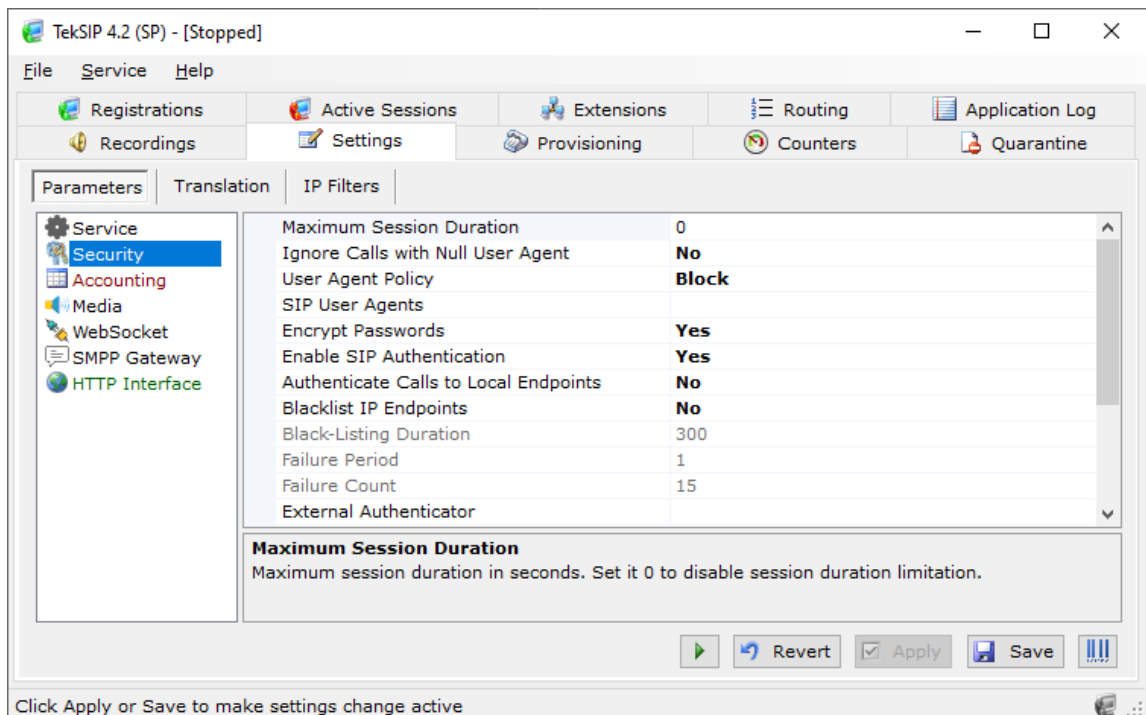 TekSIP 4.2 (SP) - [Stopped]
File Service Help
Registrations Active Sessions Extensions Routing Application Log
Recordings Settings Provisioning Counters Quarantine
Parameters Translation IP Filters
Service
Security
Accounting
Media
WebSocket
SMPP Gateway
HTTP Interface
Maximum Session Duration 0
Ignore Calls with Null User Agent No
User Agent Policy Block
SIP User Agents
Encrypt Passwords Yes
Enable SIP Authentication Yes
Authenticate Calls to Local Endpoints No
Blacklist IP Endpoints No
Black-Listing Duration 300
Failure Period 1
Failure Count 15
External Authenticator
Maximum Session Duration
Maximum session duration in seconds. Set it 0 to disable session duration limitation.
Revert Apply Save
Click Apply or Save to make settings change active